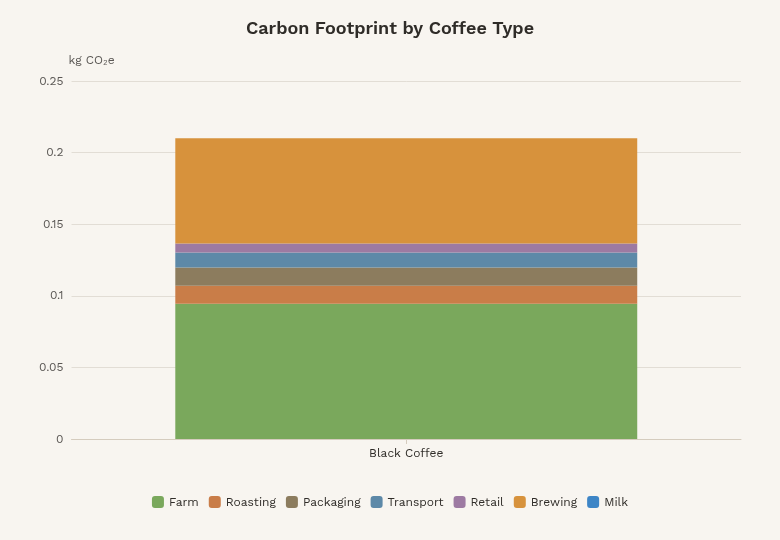 Carbon Footprint by Coffee Type
kg CO₂e
0.25
0.2
0.15
0.1
0.05
0
Black Coffee
Farm Roasting Packaging Transport Retail Brewing Milk